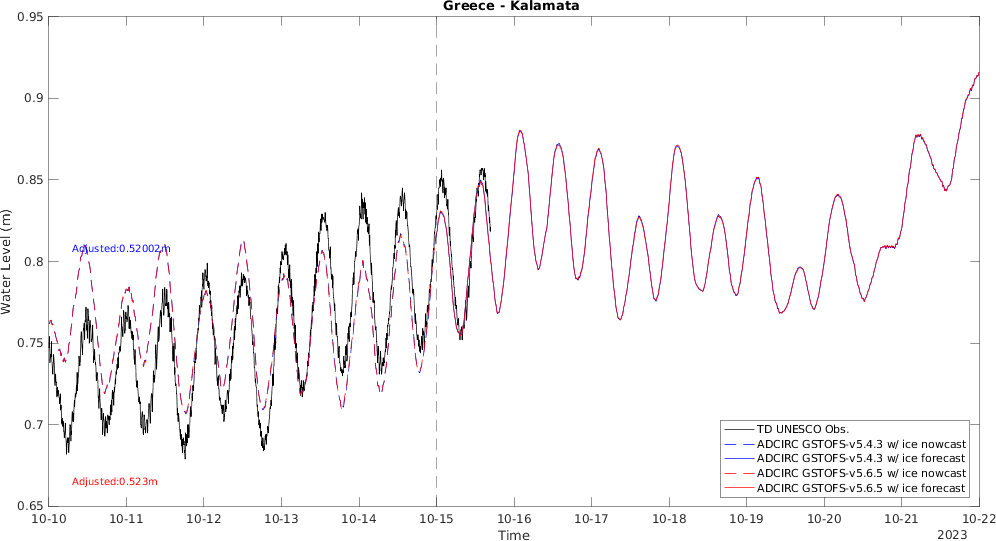 Greece - Kalamata
0.95
0.9
0.85
0.8
0.75
0.7
0.65
Water Level (m)
Adjusted:0.52002m
Adjusted:0.523m
TD UNESCO Obs.
ADCIRC GSTOFS-v5.4.3 w/ ice nowcast
ADCIRC GSTOFS-v5.4.3 w/ ice forecast
ADCIRC GSTOFS-v5.6.5 w/ ice nowcast
ADCIRC GSTOFS-v5.6.5 w/ ice forecast
10-10 10-11 10-12 10-13 10-14 10-15 10-16 10-17 10-18 10-19 10-20 10-21 10-22
Time
2023